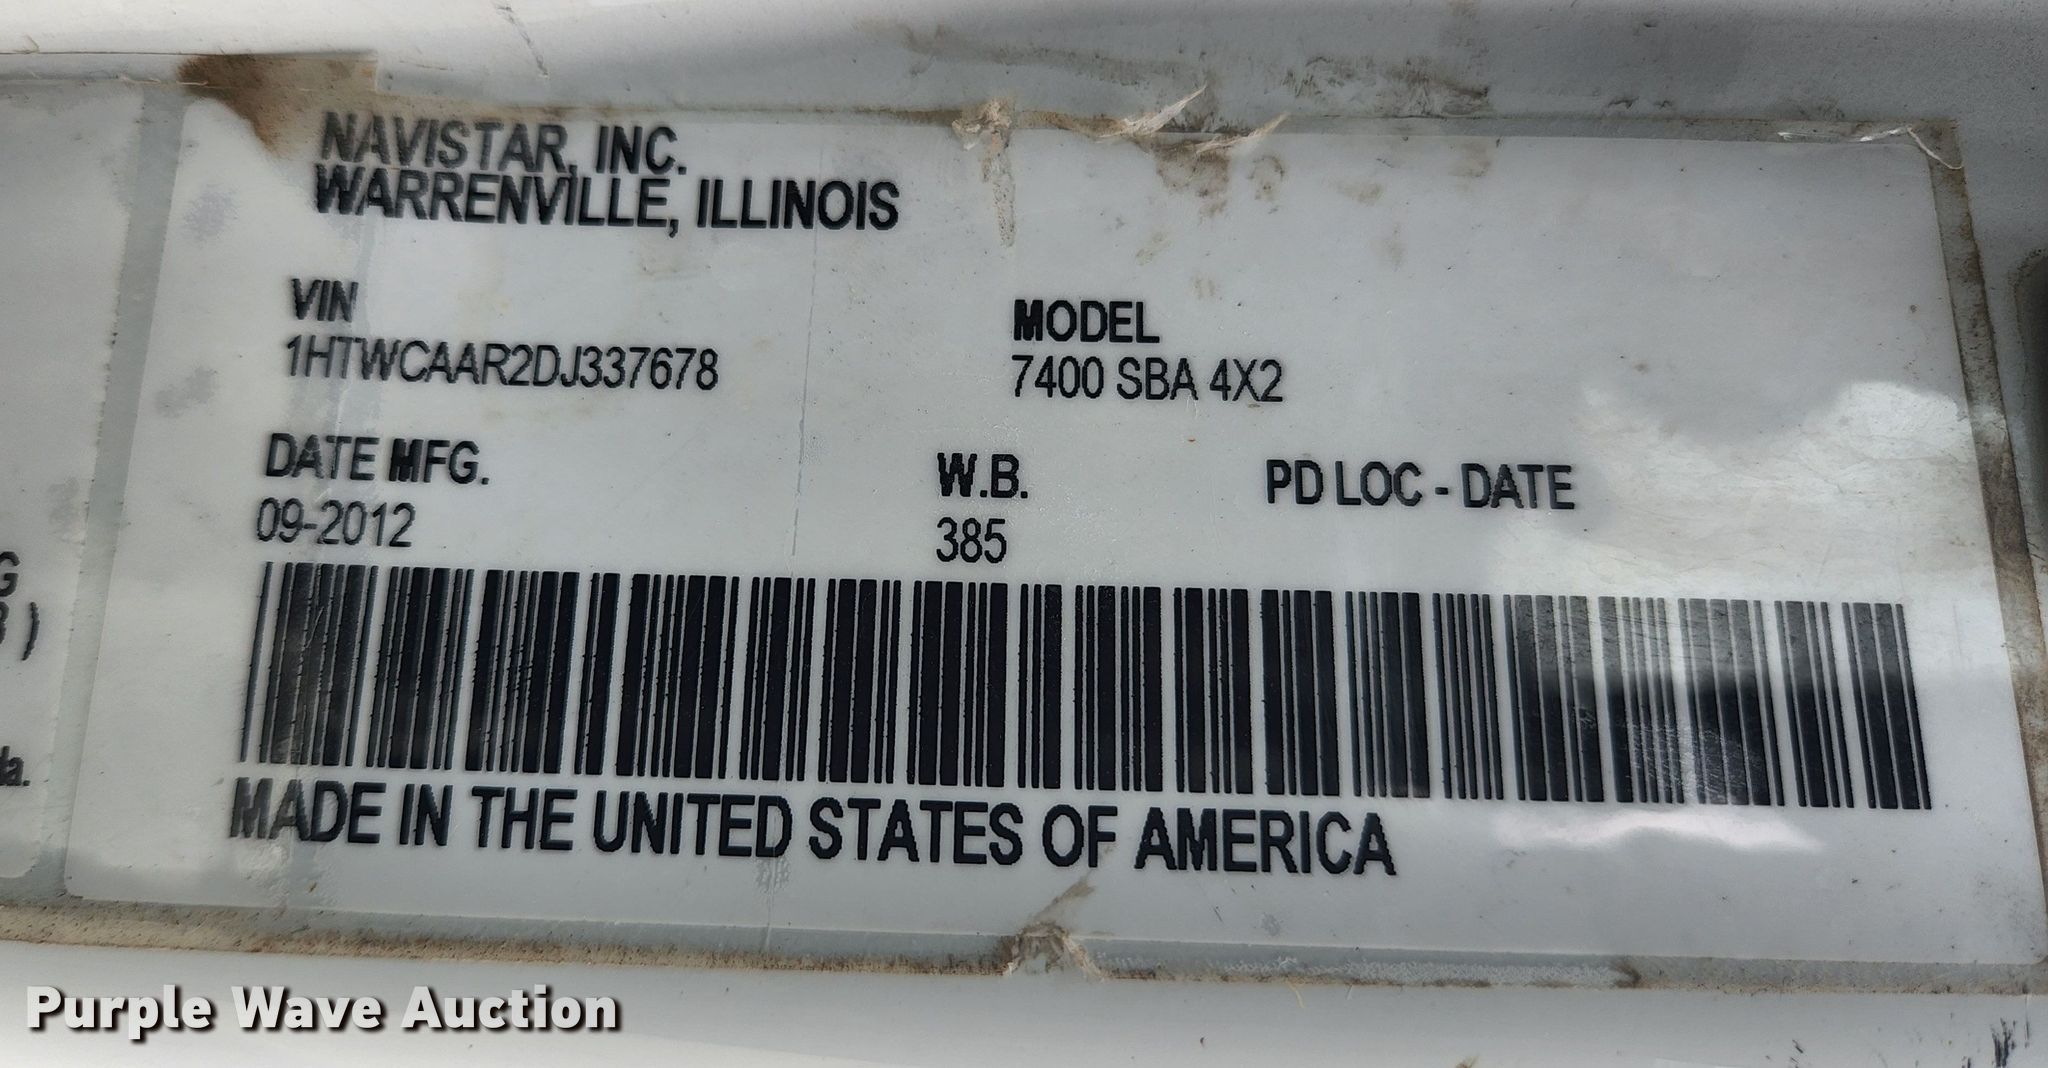 NAVISTAR, INC.
WARRENVILLE, ILLINOIS
VIN
1HTWCAAR2DJ337678
MODEL
7400 SBA 4X2
DATE MFG.
09-2012
W.B.
385
PD LOC - DATE
MADE IN THE UNITED STATES OF AMERICA
Purple Wave Auction